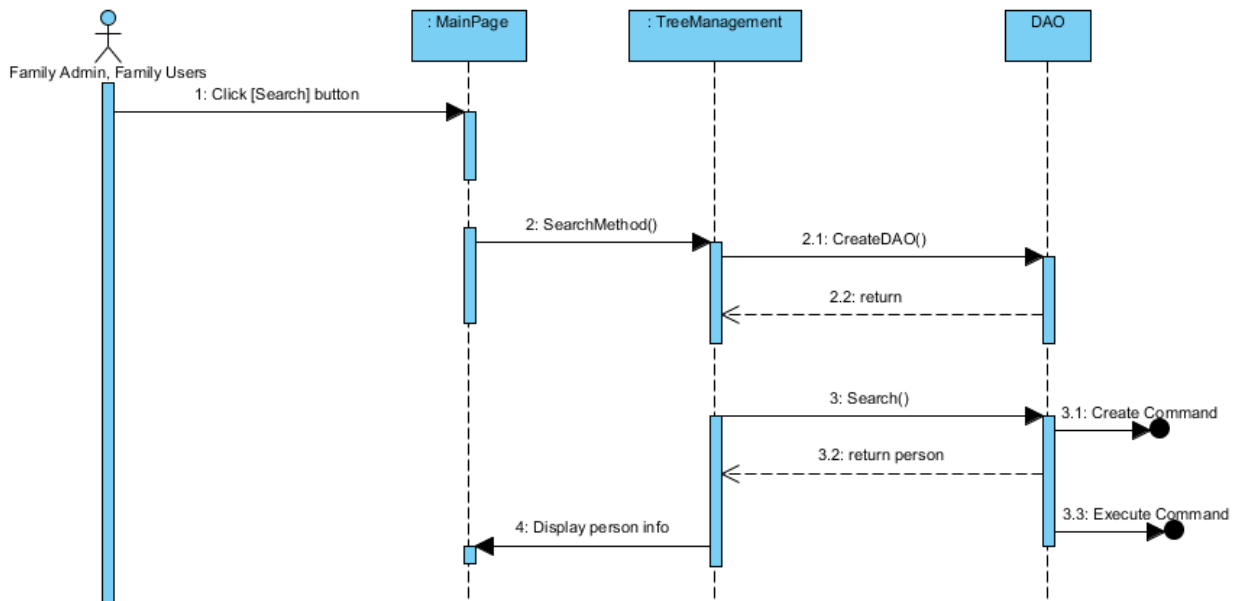 : MainPage
: TreeManagement
DAO
Family Admin, Family Users
1: Click [Search] button
2: SearchMethod()
2.1: CreateDAO()
2.2: return
3: Search()
3.1: Create Command
3.2: return person
3.3: Execute Command
4: Display person info